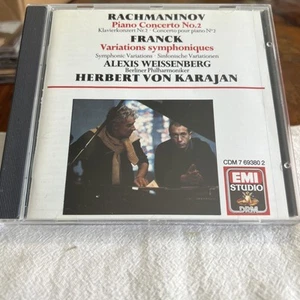 RACHMANINOV
Piano Concerto No.2
Klavierkonzert Nr.2 · Concerto pour piano N°2
FRANCK
Variations symphoniques
Symphonic Variations · Sinfonische Variationen
ALEXIS WEISSENBERG
Berliner Philharmoniker
HERBERT VON KARAJAN
CDM 7 69380 2
EMI
STUDIO
DRM